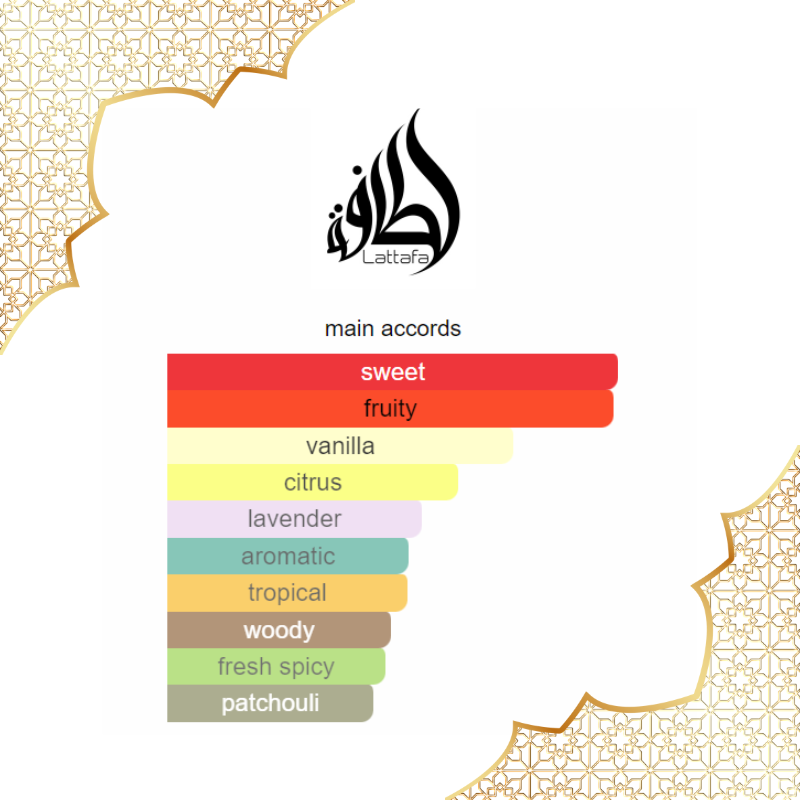 لطافة
Lattafa
main accords
sweet
fruity
vanilla
citrus
lavender
aromatic
tropical
woody
fresh spicy
patchouli